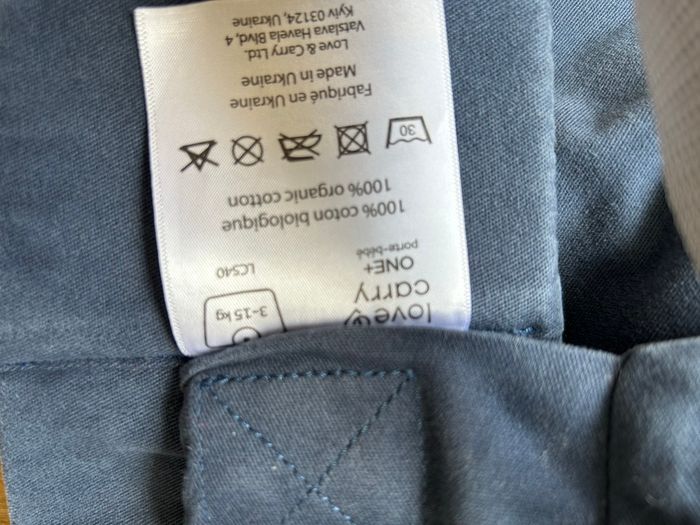 love&
carry
3–15 kg
ONE+
LC540
porte-bébé
100% coton biologique
100% organic cotton
30
Fabriqué en Ukraine
Made in Ukraine
Love & Carry Ltd.
Vatslava Havela Blvd, 4
Kyiv 03124, Ukraine